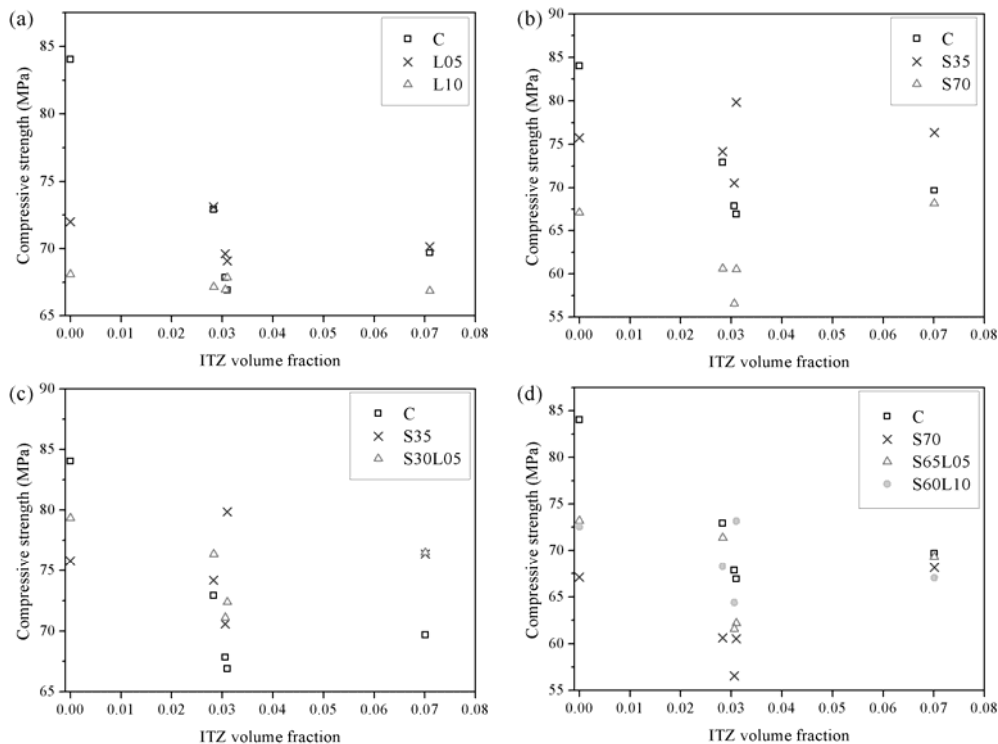 (a)
C
L05
L10
Compressive strength (MPa)
85
80
75
70
65
0.00 0.01 0.02 0.03 0.04 0.05 0.06 0.07 0.08
ITZ volume fraction
(b)
C
S35
S70
Compressive strength (MPa)
90
85
80
75
70
65
60
55
0.00 0.01 0.02 0.03 0.04 0.05 0.06 0.07 0.08
ITZ volume fraction
(c)
C
S35
S30L05
Compressive strength (MPa)
90
85
80
75
70
65
0.00 0.01 0.02 0.03 0.04 0.05 0.06 0.07 0.08
ITZ volume fraction
(d)
C
S70
S65L05
S60L10
Compressive strength (MPa)
85
80
75
70
65
60
55
0.00 0.01 0.02 0.03 0.04 0.05 0.06 0.07 0.08
ITZ volume fraction